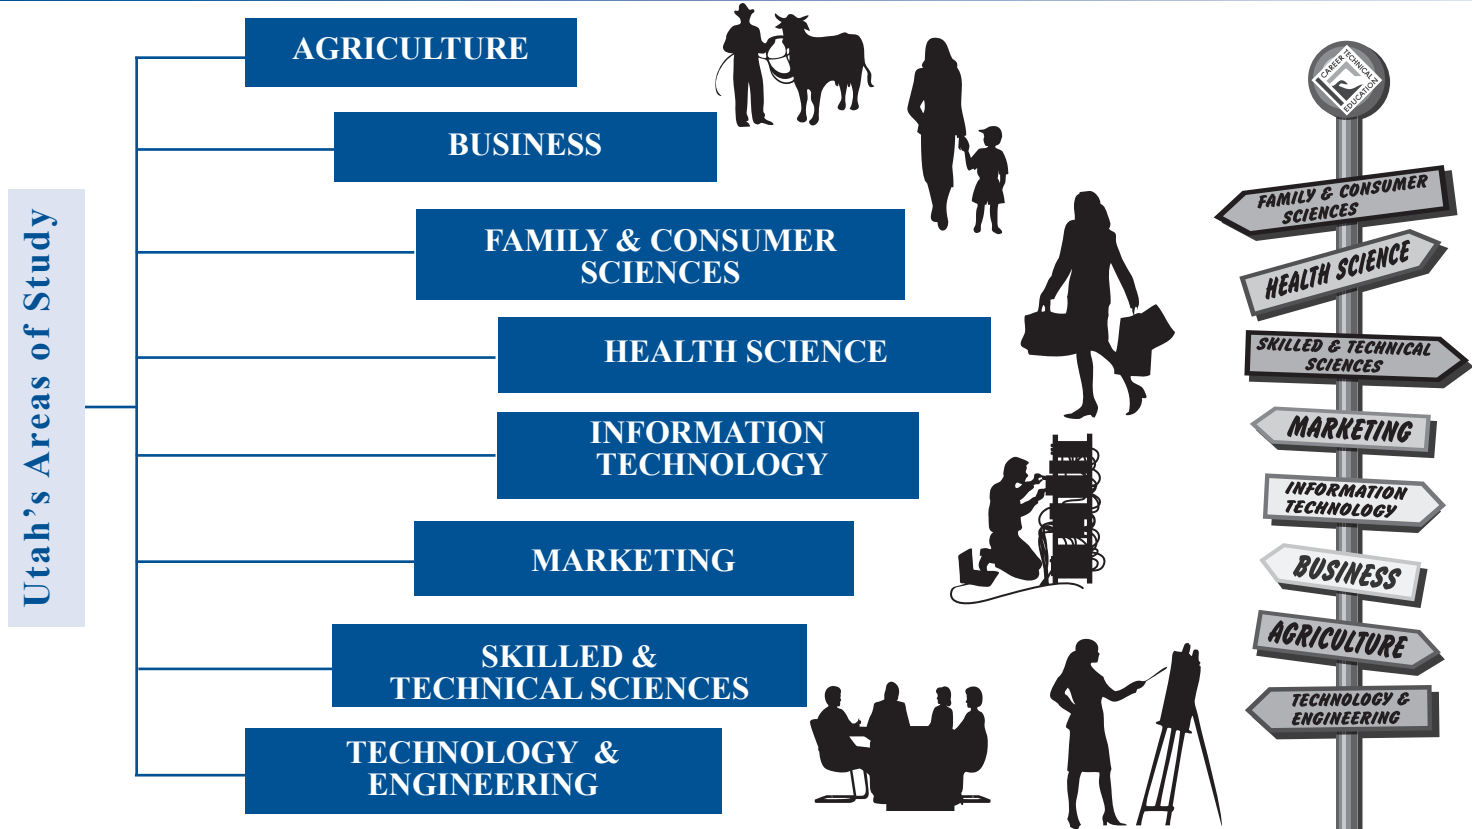 Utah's Areas of Study
AGRICULTURE
BUSINESS
FAMILY & CONSUMER
SCIENCES
HEALTH SCIENCE
INFORMATION
TECHNOLOGY
MARKETING
SKILLED &
TECHNICAL SCIENCES
TECHNOLOGY &
ENGINEERING
CAREER
TECHNICAL
EDUCATION
FAMILY & CONSUMER
SCIENCES
HEALTH SCIENCE
SKILLED & TECHNICAL
SCIENCES
MARKETING
INFORMATION
TECHNOLOGY
BUSINESS
AGRICULTURE
TECHNOLOGY &
ENGINEERING